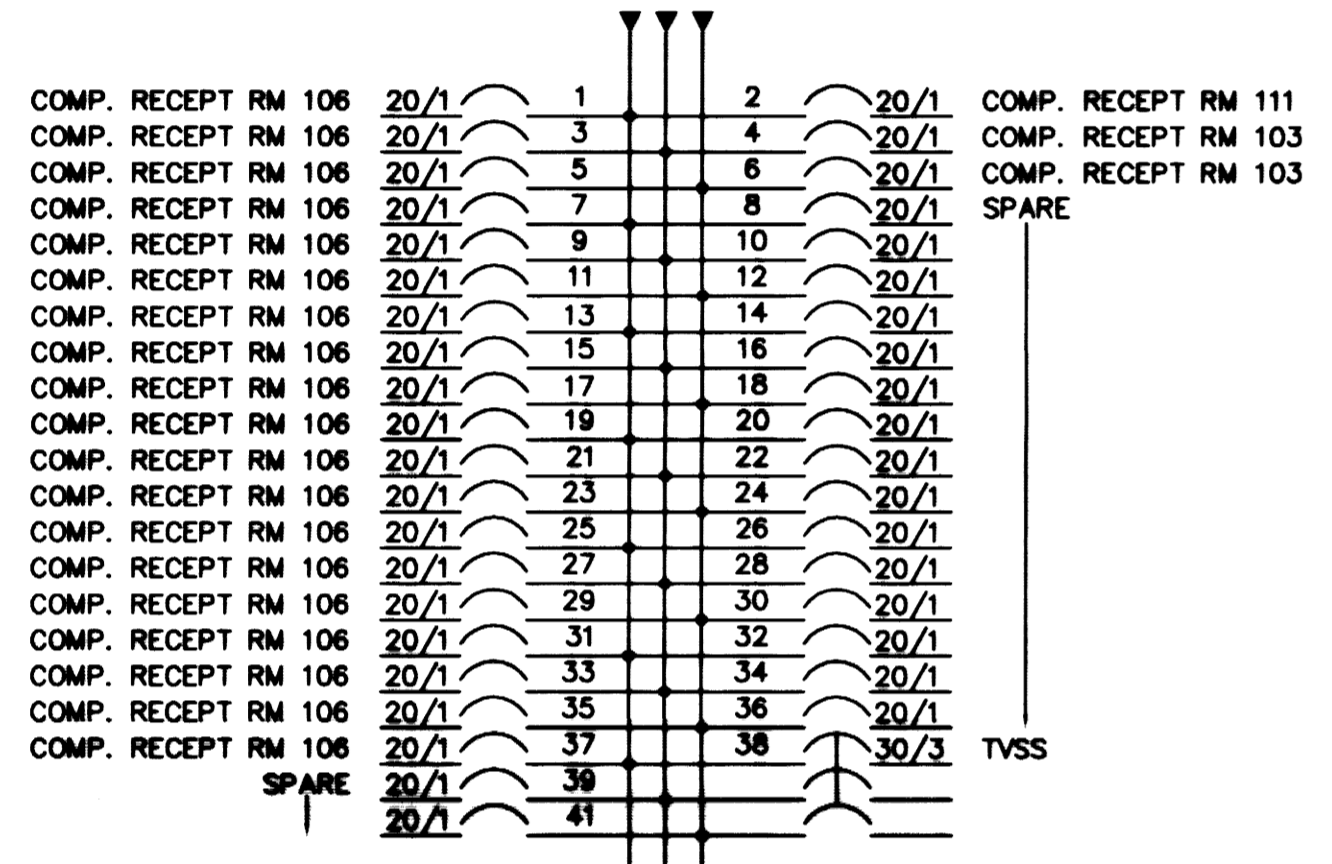 COMP. RECEPT RM 106 20/1 1 2 20/1 COMP. RECEPT RM 111
COMP. RECEPT RM 106 20/1 3 4 20/1 COMP. RECEPT RM 103
COMP. RECEPT RM 106 20/1 5 6 20/1 COMP. RECEPT RM 103
COMP. RECEPT RM 106 20/1 7 8 20/1 SPARE
COMP. RECEPT RM 106 20/1 9 10 20/1
COMP. RECEPT RM 106 20/1 11 12 20/1
COMP. RECEPT RM 106 20/1 13 14 20/1
COMP. RECEPT RM 106 20/1 15 16 20/1
COMP. RECEPT RM 106 20/1 17 18 20/1
COMP. RECEPT RM 106 20/1 19 20 20/1
COMP. RECEPT RM 106 20/1 21 22 20/1
COMP. RECEPT RM 106 20/1 23 24 20/1
COMP. RECEPT RM 106 20/1 25 26 20/1
COMP. RECEPT RM 106 20/1 27 28 20/1
COMP. RECEPT RM 106 20/1 29 30 20/1
COMP. RECEPT RM 106 20/1 31 32 20/1
COMP. RECEPT RM 106 20/1 33 34 20/1
COMP. RECEPT RM 106 20/1 35 36 20/1
COMP. RECEPT RM 106 20/1 37 38 30/3 TVSS
SPARE 20/1 39
20/1 41